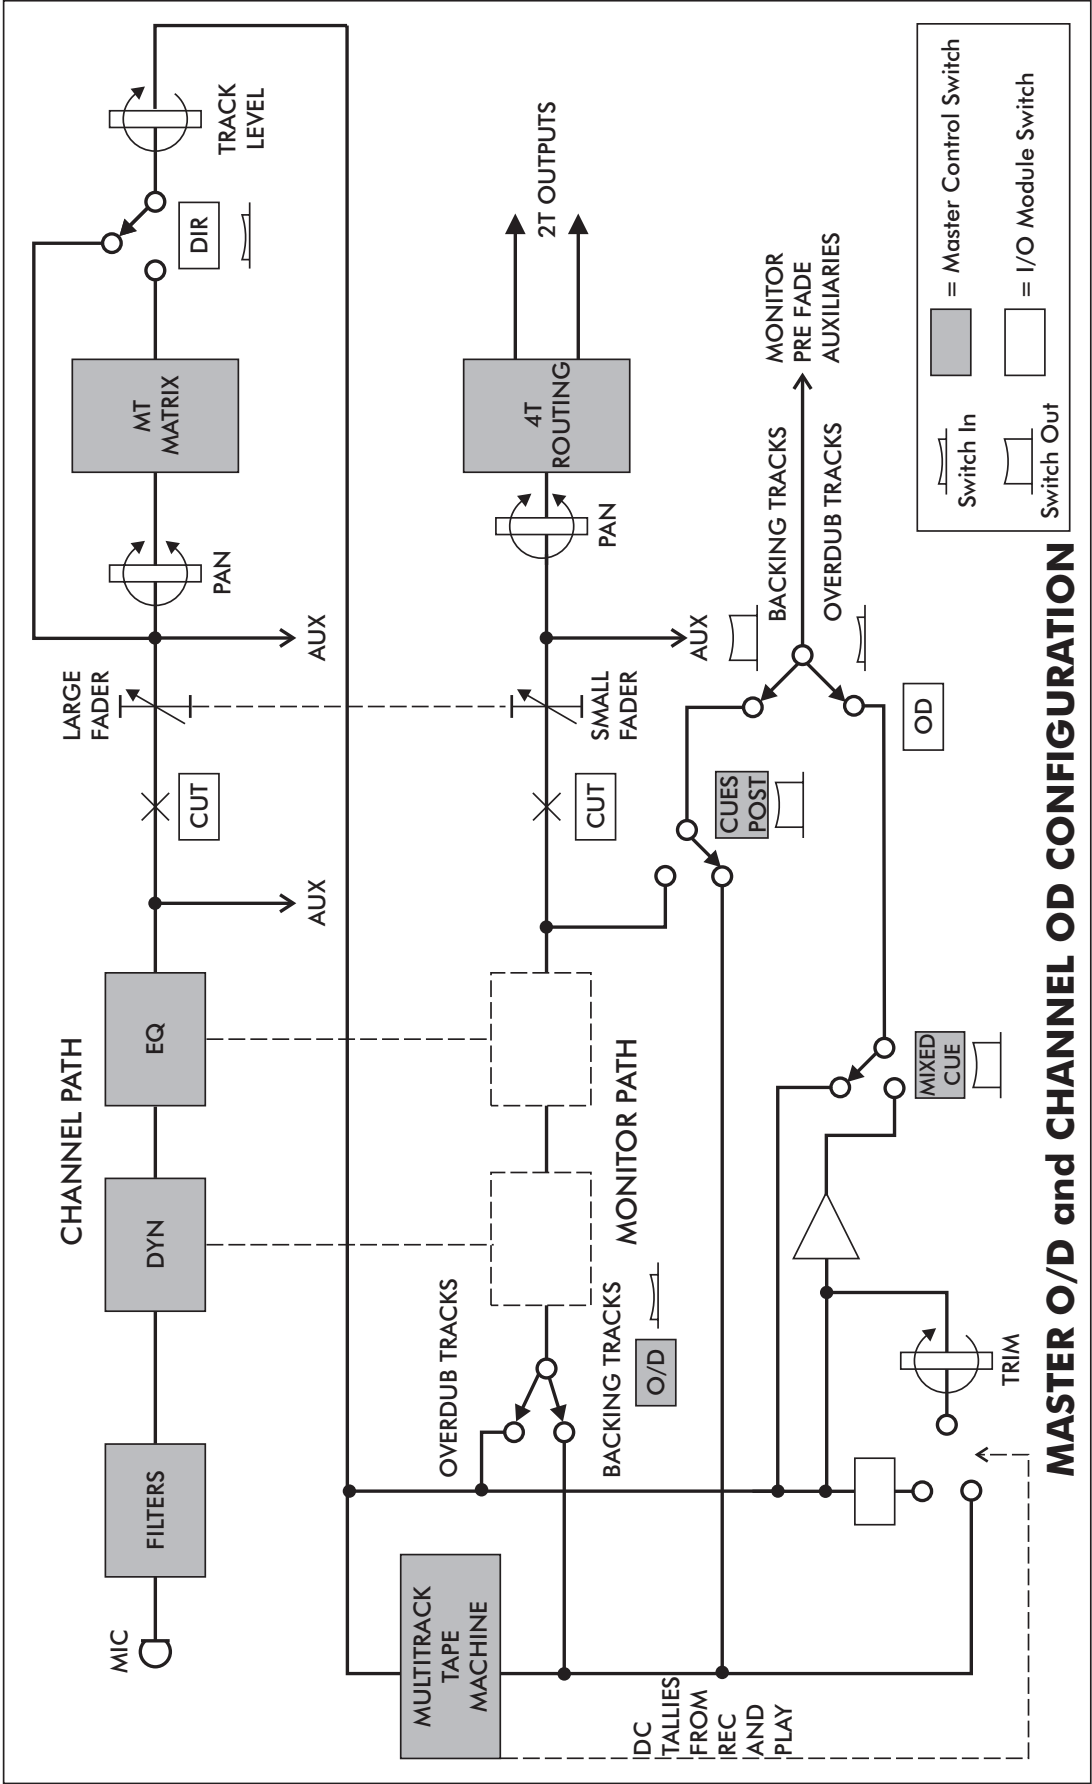 MIC
FILTERS
DYN
EQ
CHANNEL PATH
AUX
CUT
LARGE
FADER
AUX
PAN
MT
MATRIX
DIR
TRACK
LEVEL
MULTITRACK
TAPE
MACHINE
OVERDUB TRACKS
BACKING TRACKS
O/D
MONITOR PATH
CUT
SMALL
FADER
AUX
PAN
4T
ROUTING
2T OUTPUTS
CUES
POST
BACKING TRACKS
OVERDUB TRACKS
MONITOR
PRE FADE
AUXILIARIES
OD
MIXED
CUE
TRIM
DC
TALLIES
FROM
REC
AND
PLAY
Switch In
= Master Control Switch
Switch Out
= I/O Module Switch
MASTER O/D and CHANNEL OD CONFIGURATION